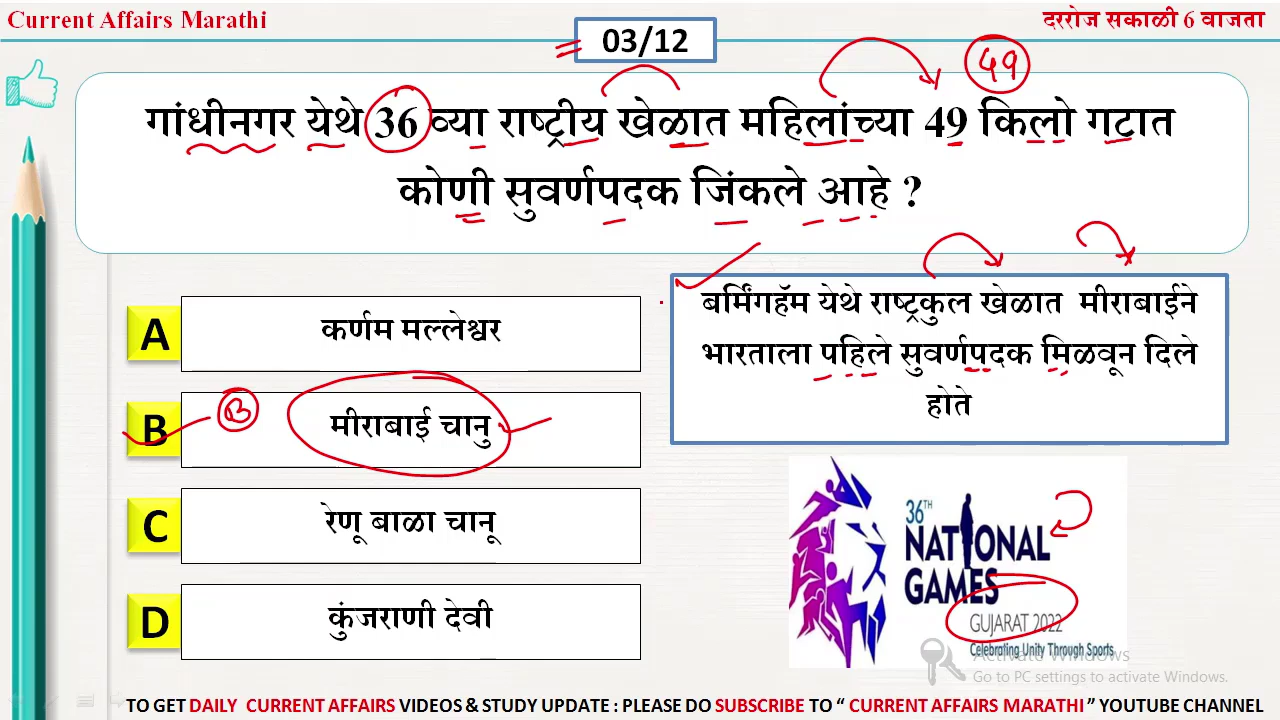 Current Affairs Marathi
दररोज सकाळी 6 वाजता
03/12
49
गांधीनगर येथे 36 व्या राष्ट्रीय खेळात महिलांच्या 49 किलो गटात
कोणी सुवर्णपदक जिंकले आहे ?
A
कर्णम मल्लेश्वर
B
B
मीराबाई चानु
C
रेणू बाळा चानू
D
कुंजराणी देवी
बर्मिंगहॅम येथे राष्ट्रकुल खेळात मीराबाईने
भारताला पहिले सुवर्णपदक मिळवून दिले
होते
36TH
NATIONAL
GAMES
GUJARAT 2022
Celebrating Unity Through Sports
Activate Windows
Go to PC settings to activate Windows.
TO GET DAILY CURRENT AFFAIRS VIDEOS & STUDY UPDATE : PLEASE DO SUBSCRIBE TO “ CURRENT AFFAIRS MARATHI ” YOUTUBE CHANNEL